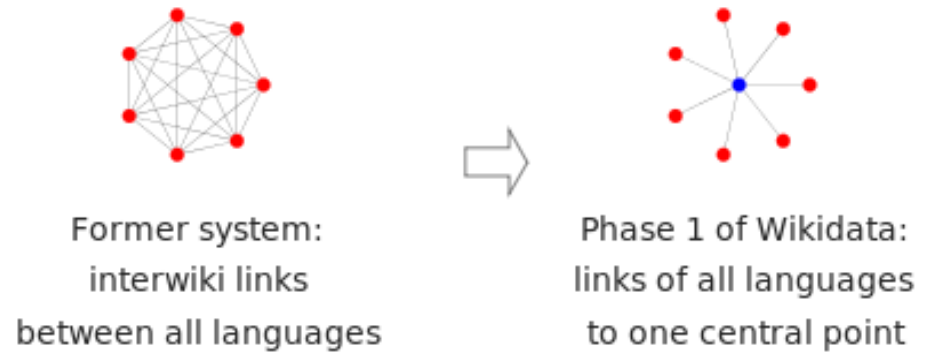 Former system:
interwiki links
between all languages
Phase 1 of Wikidata:
links of all languages
to one central point